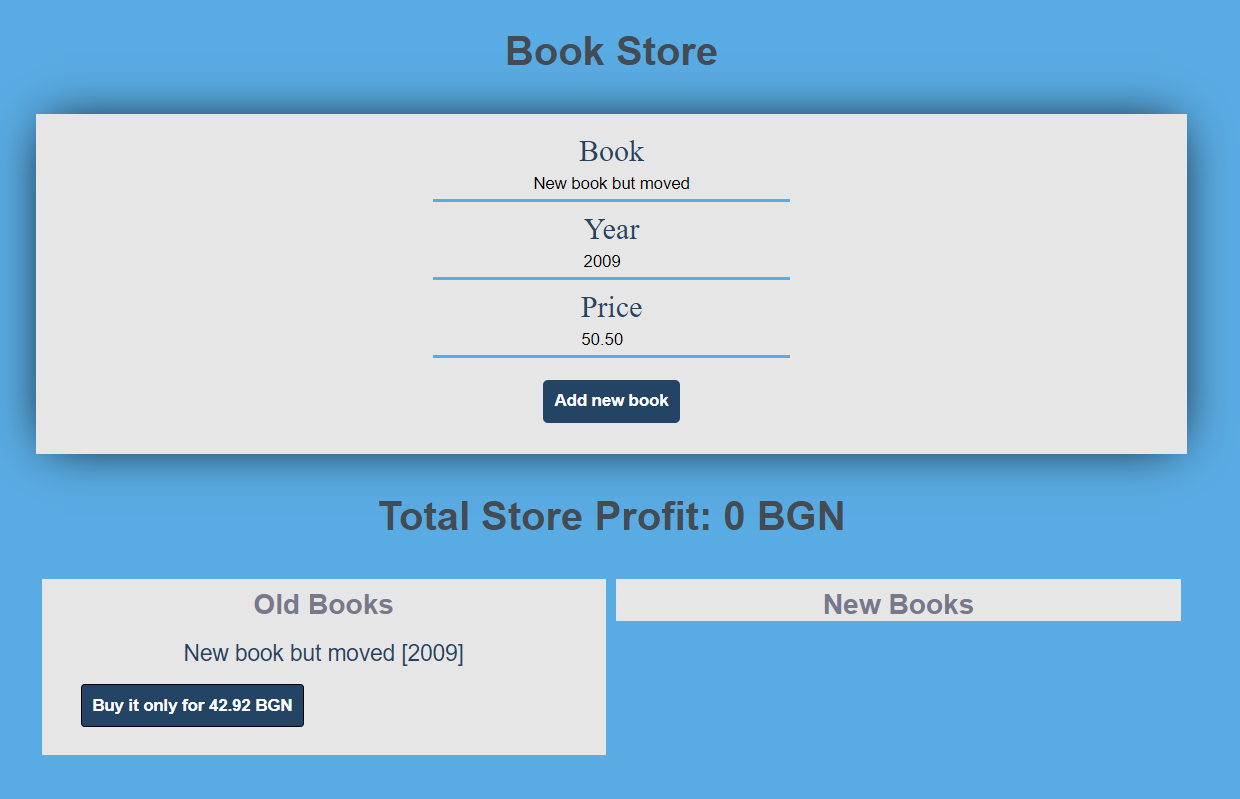 Book Store
Book
New book but moved
Year
2009
Price
50.50
Add new book
Total Store Profit: 0 BGN
Old Books
New book but moved [2009]
Buy it only for 42.92 BGN
New Books